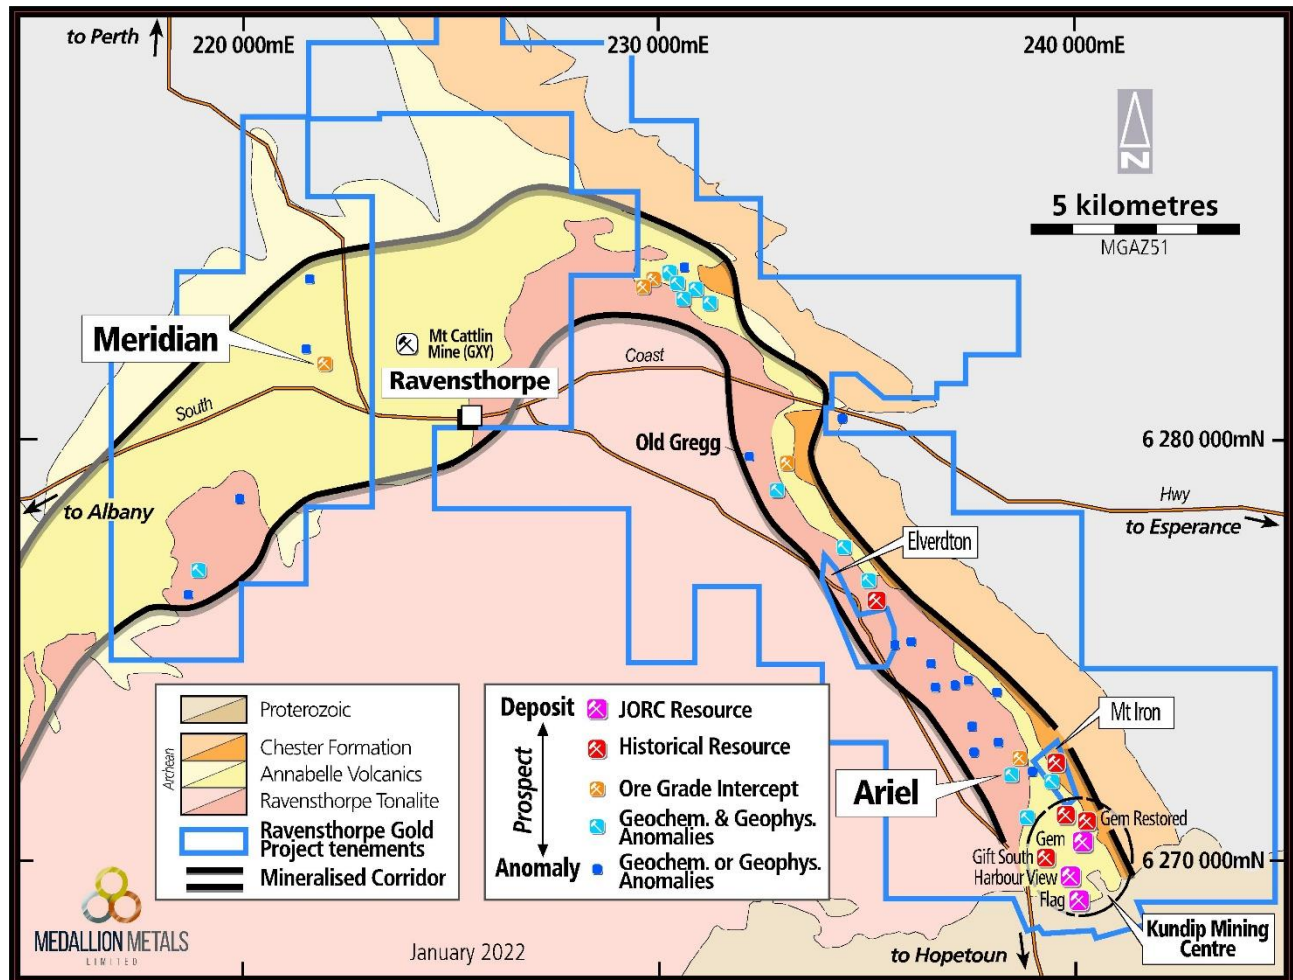 to Perth
220 000mE
230 000mE
240 000mE
N
5 kilometres
MGAZ51
Meridian
Mt Cattlin
Mine (GXY)
Ravensthorpe
South
Coast
Hwy
Old Gregg
6 280 000mN
to Albany
to Esperance
Elverdton
Mt Iron
Ariel
Gem Restored
Gem
Gift South
Harbour View
Flag
6 270 000mN
Kundip Mining
Centre
to Hopetoun
Archean
Proterozoic
Chester Formation
Annabelle Volcanics
Ravensthorpe Tonalite
Ravensthorpe Gold
Project tenements
Mineralised Corridor
Deposit
Prospect
Anomaly
JORC Resource
Historical Resource
Ore Grade Intercept
Geochem. & Geophys.
Anomalies
Geochem. or Geophys.
Anomalies
MEDALLION METALS
LIMITED
January 2022